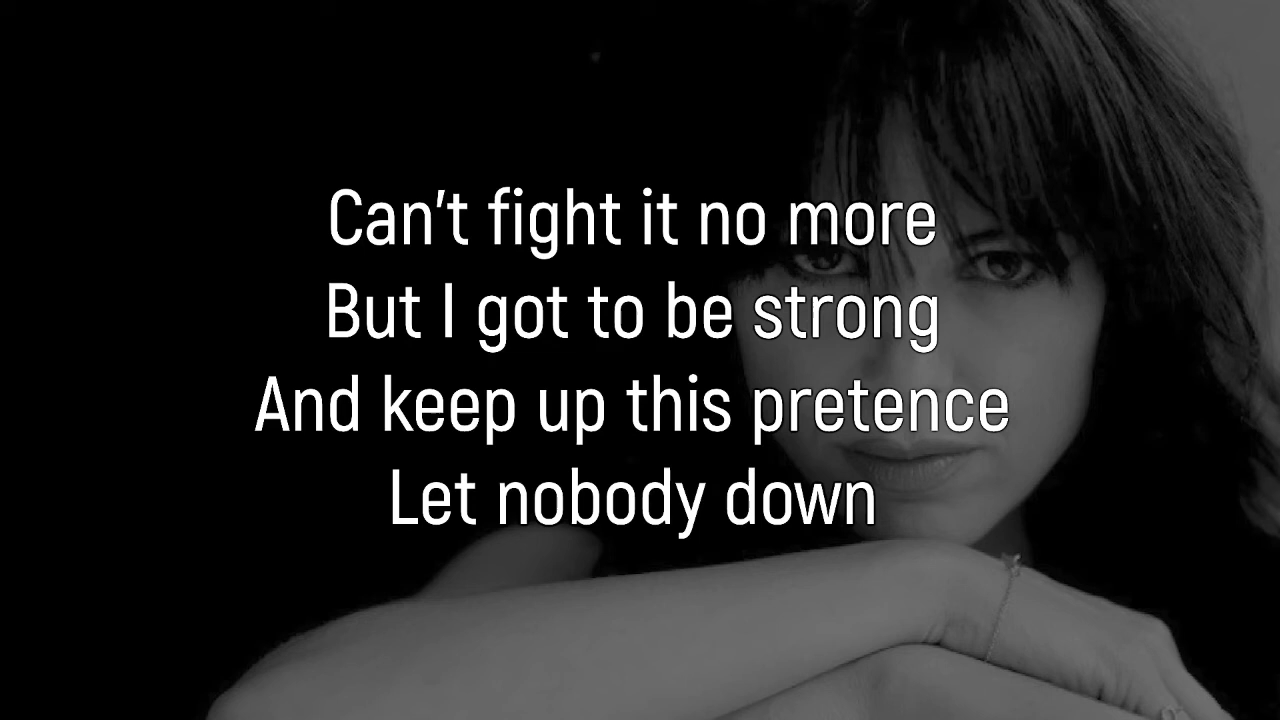 Can't fight it no more
But I got to be strong
And keep up this pretence
Let nobody down